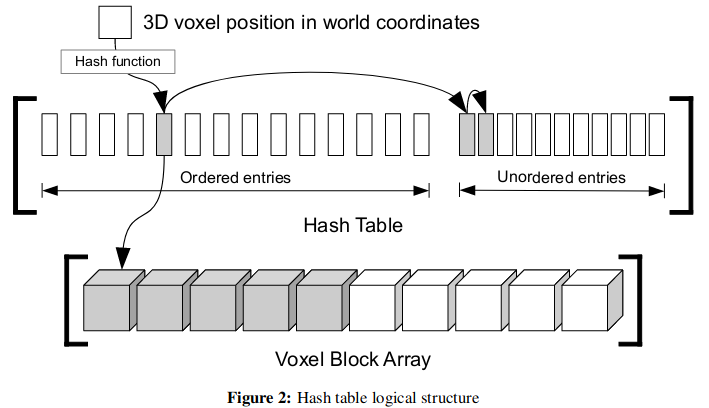 3D voxel position in world coordinates
Hash function
Ordered entries
Unordered entries
Hash Table
Voxel Block Array
Figure 2: Hash table logical structure